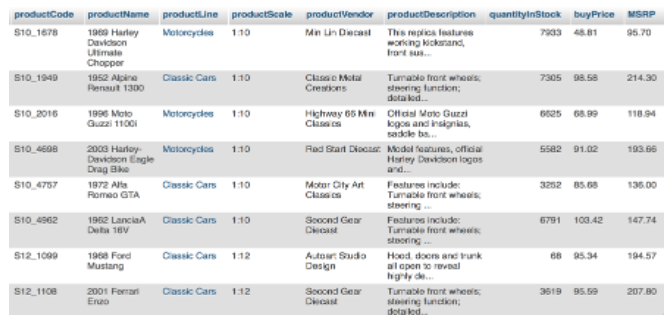 productCode productName productLine productScale productVendor productDescription quantityInStock buyPrice MSRP
S10_1678 1969 Harley Motorcycles 1:10 Min Lin Diecast This replica features 7933 48.81 95.70
Davidson working kickstand,
Ultimate front sus...
Chopper
S10_1949 1952 Alpine Classic Cars 1:10 Classic Metal Turnable front wheels; 7305 98.58 214.30
Renault 1300 Creations steering function;
detailed...
S10_2016 1996 Moto Motorcycles 1:10 Highway 66 Mini Official Moto Guzzi 6625 68.99 118.94
Guzzi 1100i Classics logos and insignias,
saddle ba...
S10_4698 2003 Harley- Motorcycles 1:10 Red Start Diecast Model features, official 5582 91.02 193.66
Davidson Eagle Harley Davidson logos
Drag Bike and...
S10_4757 1972 Alfa Classic Cars 1:10 Motor City Art Features include: 3252 85.68 136.00
Romeo GTA Classics Turnable front wheels;
steering ...
S10_4962 1962 LanciaA Classic Cars 1:10 Second Gear Features include: 6791 103.42 147.74
Delta 16V Diecast Turnable front wheels;
steering ...
S12_1099 1968 Ford Classic Cars 1:12 Autoart Studio Hood, doors and trunk 68 95.34 194.57
Mustang Design all open to reveal
highly de...
S12_1108 2001 Ferrari Classic Cars 1:12 Second Gear Turnable front wheels; 3619 95.59 207.80
Enzo Diecast steering function;
detailed...